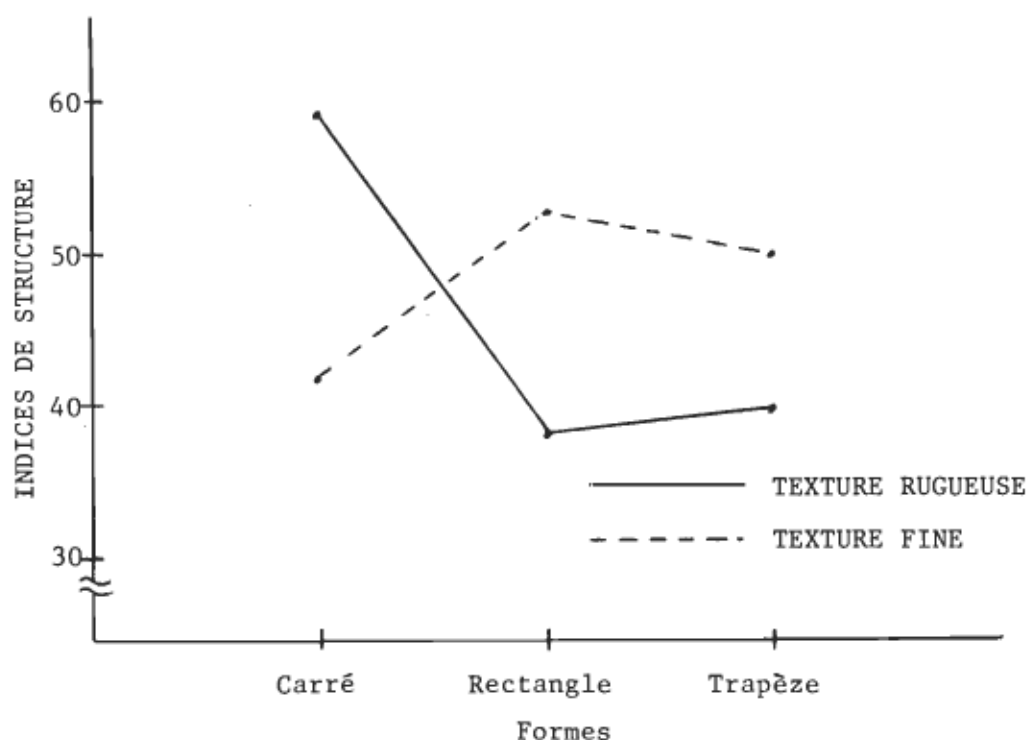 60
50
40
30
INDICES DE STRUCTURE
TEXTURE RUGUEUSE
TEXTURE FINE
Carré Rectangle Trapèze
Formes